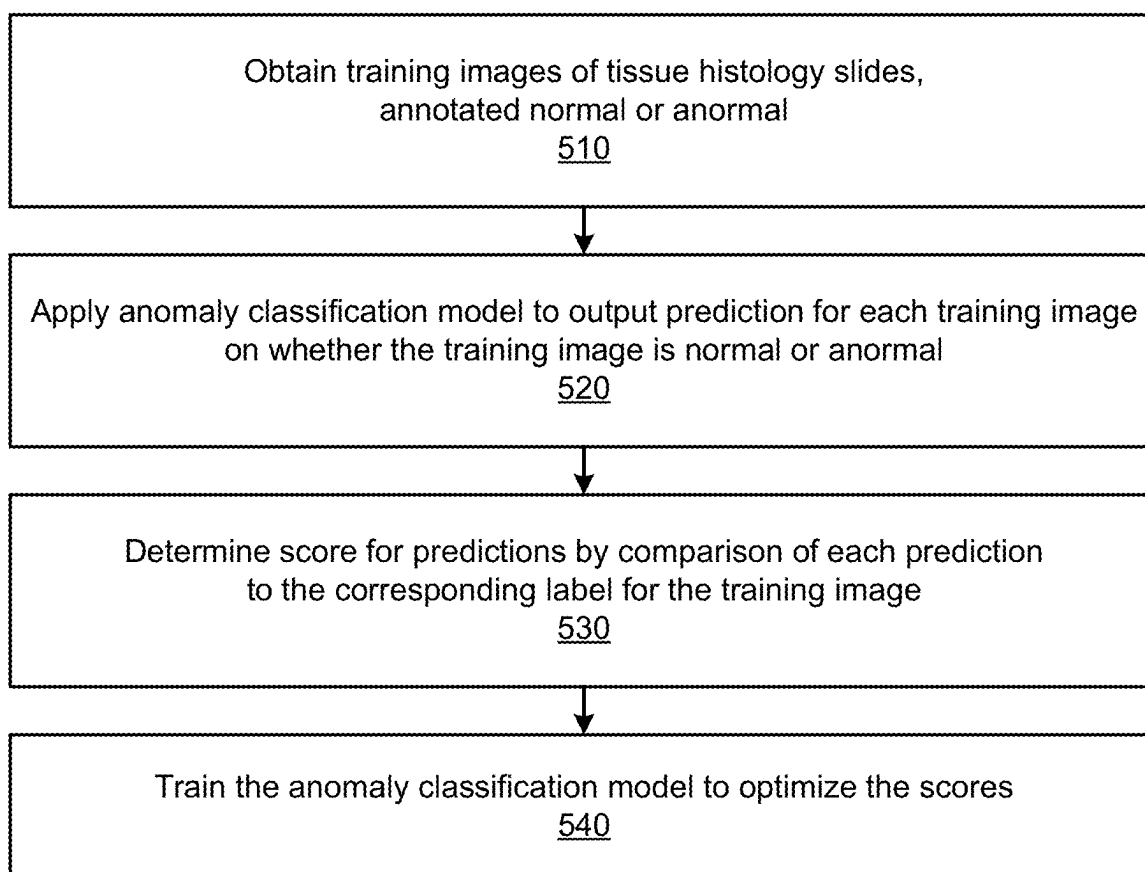 Obtain training images of tissue histology slides,
annotated normal or anormal
510
Apply anomaly classification model to output prediction for each training image
on whether the training image is normal or anormal
520
Determine score for predictions by comparison of each prediction
to the corresponding label for the training image
530
Train the anomaly classification model to optimize the scores
540